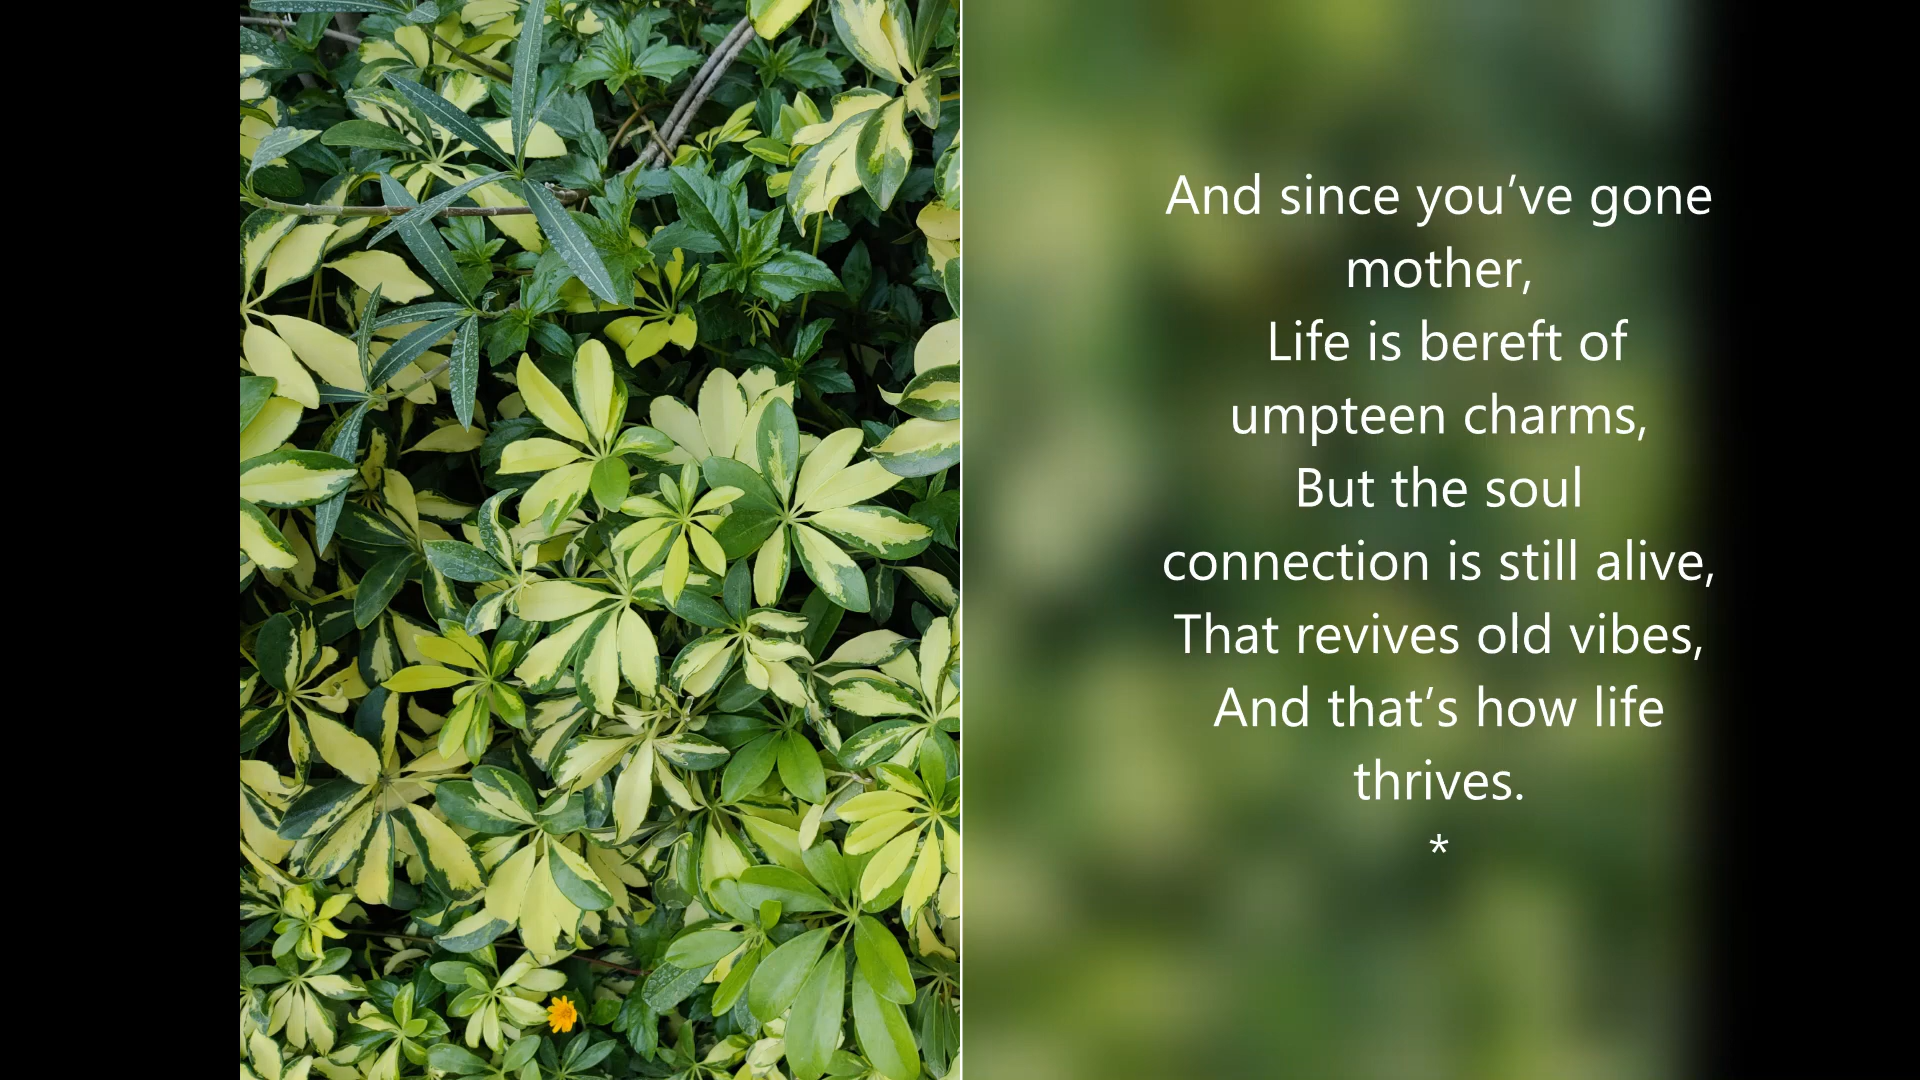 And since you’ve gone
mother,
Life is bereft of
umpteen charms,
But the soul
connection is still alive,
That revives old vibes,
And that’s how life
thrives.
*